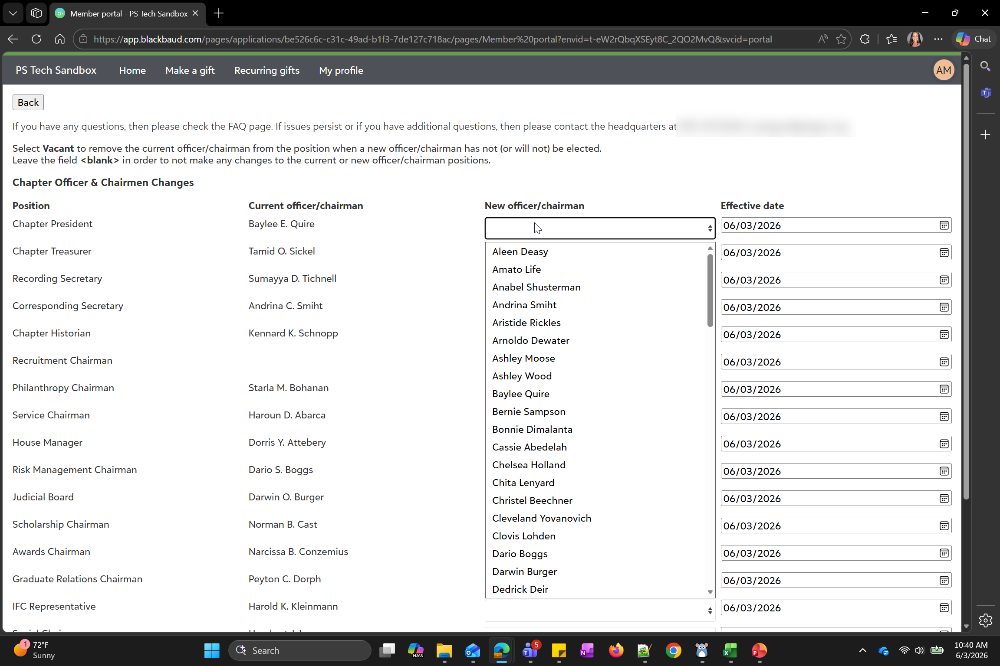 Member portal - PS Tech Sandbox
https://app.blackbaud.com/pages/applications/be526c6c-c31c-49ad-b1f3-7de127c718ac/pages/Member%20portal?envid=t-eW2rQbqXSEyt8C_2QO2MvQ&svcid=portal
Chat
PS Tech Sandbox Home Make a gift Recurring gifts My profile AM
Back
If you have any questions, then please check the FAQ page. If issues persist or if you have additional questions, then please contact the headquarters at
Select Vacant to remove the current officer/chairman from the position when a new officer/chairman has not (or will not) be elected.
Leave the field <blank> in order to not make any changes to the current or new officer/chairman positions.
Chapter Officer & Chairmen Changes
Position Current officer/chairman New officer/chairman Effective date
Chapter President Baylee E. Quire 06/03/2026
Chapter Treasurer Tamid O. Sickel 06/03/2026
Recording Secretary Sumayya D. Tichnell 06/03/2026
Corresponding Secretary Andrina C. Smiht 06/03/2026
Chapter Historian Kennard K. Schnopp 06/03/2026
Recruitment Chairman 06/03/2026
Philanthropy Chairman Starla M. Bohanan 06/03/2026
Service Chairman Haroun D. Abarca 06/03/2026
House Manager Dorris Y. Attebery 06/03/2026
Risk Management Chairman Dario S. Boggs 06/03/2026
Judicial Board Darwin O. Burger 06/03/2026
Scholarship Chairman Norman B. Cast 06/03/2026
Awards Chairman Narcissa B. Conzemius 06/03/2026
Graduate Relations Chairman Peyton C. Dorph 06/03/2026
IFC Representative Harold K. Kleinmann 06/03/2026
Aleen Deasy
Amato Life
Anabel Shusterman
Andrina Smiht
Aristide Rickles
Arnoldo Dewater
Ashley Moose
Ashley Wood
Baylee Quire
Bernie Sampson
Bonnie Dimalanta
Cassie Abedelah
Chelsea Holland
Chita Lenyard
Christel Beechner
Cleveland Yovanovich
Clovis Lohden
Dario Boggs
Darwin Burger
Dedrick Deir
1
72°F
Sunny
Search
M365
5
10:40 AM
6/3/2026